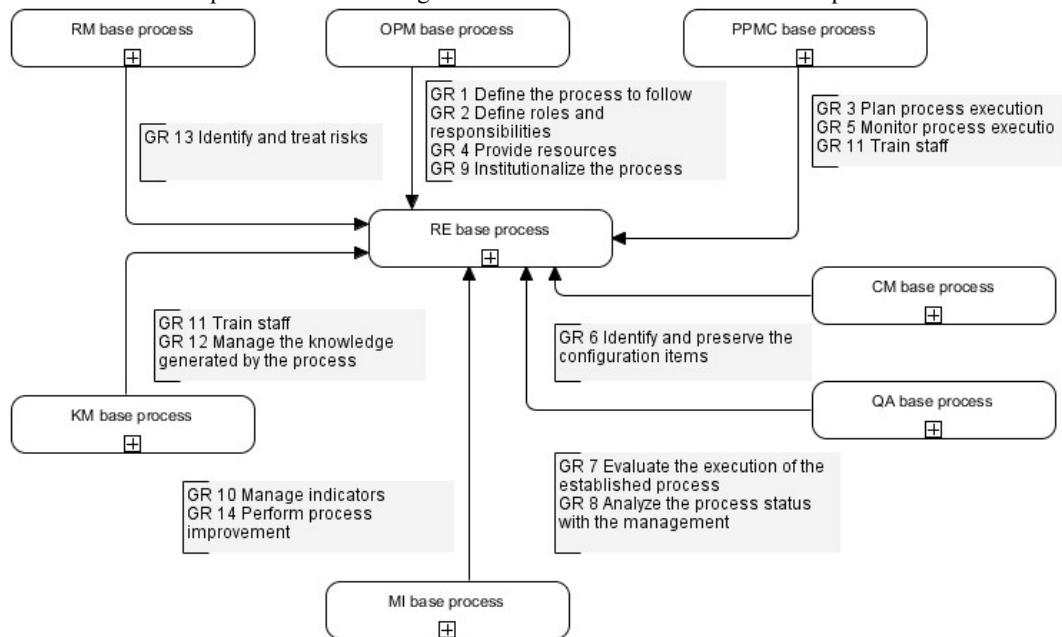 RM base process
OPM base process
PPMC base process
GR 13 Identify and treat risks
GR 1 Define the process to follow
GR 2 Define roles and
responsibilities
GR 4 Provide resources
GR 9 Institutionalize the process
GR 3 Plan process execution
GR 5 Monitor process executio
GR 11 Train staff
RE base process
CM base process
GR 11 Train staff
GR 12 Manage the knowledge
generated by the process
GR 6 Identify and preserve the
configuration items
KM base process
QA base process
GR 10 Manage indicators
GR 14 Perform process
improvement
GR 7 Evaluate the execution of the
established process
GR 8 Analyze the process status
with the management
MI base process